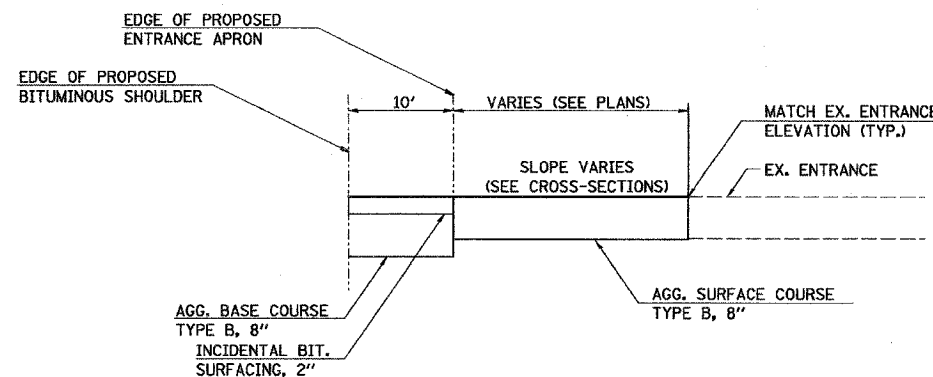 EDGE OF PROPOSED
ENTRANCE APRON
EDGE OF PROPOSED
BITUMINOUS SHOULDER
10'
VARIES (SEE PLANS)
MATCH EX. ENTRANCE
ELEVATION (TYP.)
SLOPE VARIES
(SEE CROSS-SECTIONS)
EX. ENTRANCE
AGG. BASE COURSE
TYPE B, 8"
INCIDENTAL BIT.
SURFACING, 2"
AGG. SURFACE COURSE
TYPE B, 8"